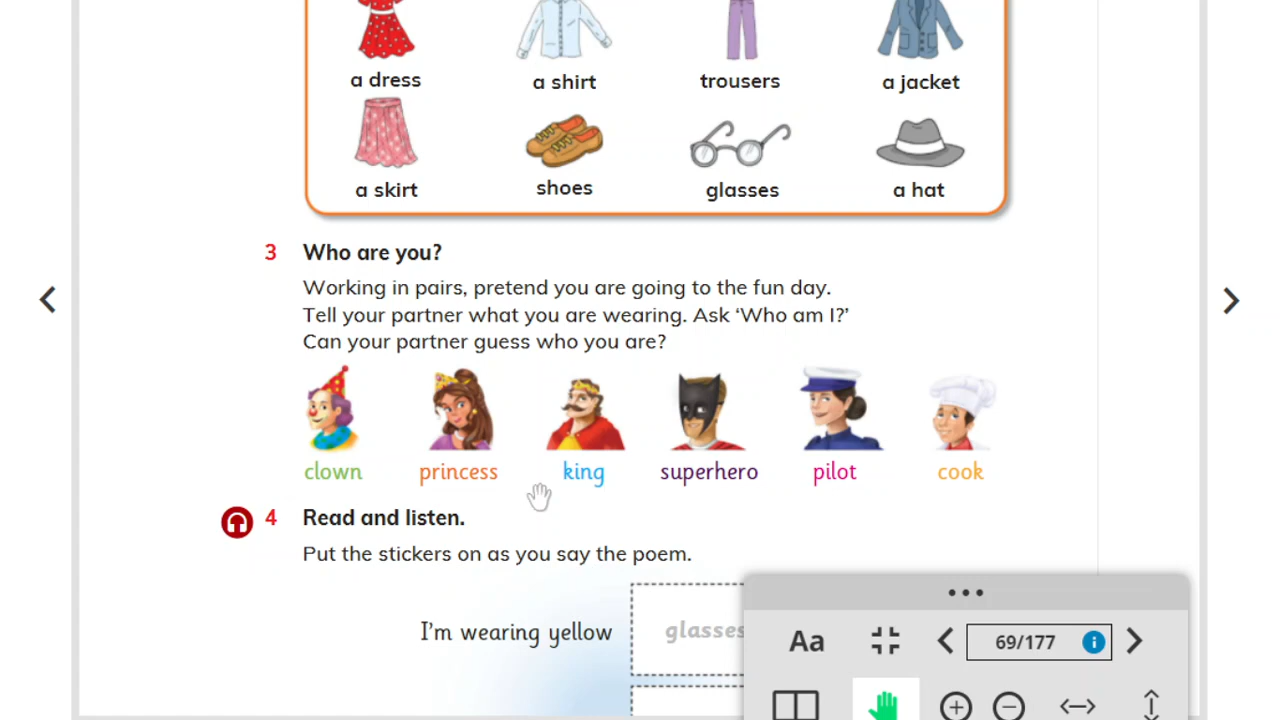 a dress a shirt trousers a jacket
a skirt shoes glasses a hat
3 Who are you?
Working in pairs, pretend you are going to the fun day.
Tell your partner what you are wearing. Ask ‘Who am I?’
Can your partner guess who you are?
clown princess king superhero pilot cook
4 Read and listen.
Put the stickers on as you say the poem.
I’m wearing yellow glasses
Aa 69/177 i